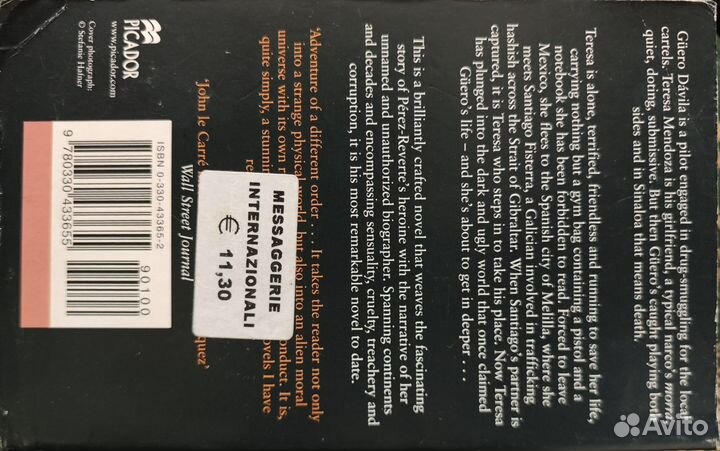 Güero Dávila is a pilot engaged in drug-smuggling for the local
cartels. Teresa Mendoza is his girlfriend, a typical narco's morra –
quiet, doting, submissive. But then Güero's caught playing both
sides and in Sinaloa that means death.
Teresa is alone, terrified, friendless and running to save her life,
carrying nothing but a gym bag containing a pistol and a
notebook she has been forbidden to read. Forced to leave
Mexico, she flees to the Spanish city of Melilla, where she
meets Santiago Fisterra, a Galician involved in trafficking
hashish across the Strait of Gibraltar. When Santiago's partner is
captured, it is Teresa who steps in to take his place. Now Teresa
has plunged into the dark and ugly world that once claimed
Güero's life – and she's about to get in deeper . . .
This is a brilliantly crafted novel that weaves the fascinating
story of Pérez-Reverte's heroine with the narrative of her
unnamed and unauthorized biographer. Spanning continents
and decades and encompassing sensuality, cruelty, treachery and
corruption, it is his most remarkable novel to date.
'Adventure of a different order . . . It takes the reader not only
into a strange physical world but also into an alien moral
universe with its own r onduct. It is,
quite simply, a stunnin ovels I have
re
'John le Carré quez'
Wall Street Journal
MESSAGGERIE
INTERNAZIONALI
€ 11,30
PICADOR
www.picador.com
Cover photograph:
© Stefanie Hafner
ISBN 0-330-43365-2
90100
9 780330 433655
Avito